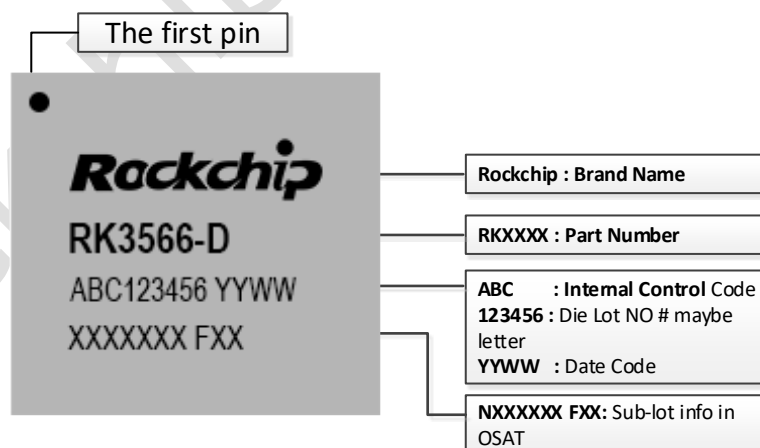 The first pin
Rockchip
RK3566-D
ABC123456 YYWW
XXXXXXX FXX
Rockchip : Brand Name
RKXXXX : Part Number
ABC : Internal Control Code
123456 : Die Lot NO # maybe
letter
YYWW : Date Code
NXXXXXX FXX: Sub-lot info in
OSAT